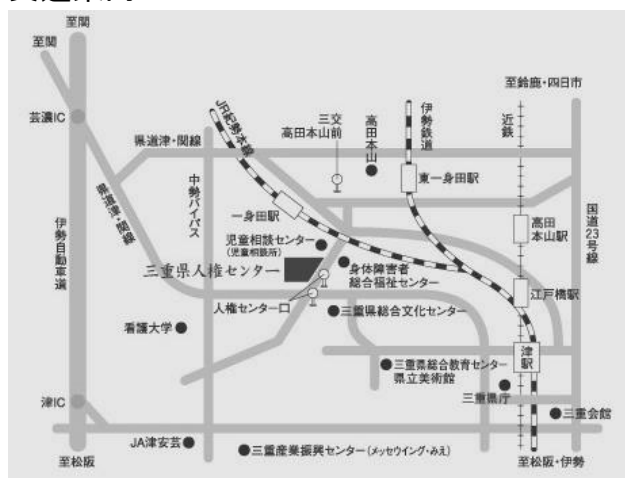 至関
至関
至鈴鹿・四日市
芸濃IC
JR紀勢本線
三交
高田本山前
高田本山
伊勢鉄道
近鉄
県道津・関線
県道津・関線
中勢バイパス
東一身田駅
一身田駅
高田
本山駅
国道23号線
伊勢自動車道
児童相談センター
(児童相談所)
三重県人権センター
身体障害者
総合福祉センター
江戸橋駅
人権センター口
三重県総合文化センター
看護大学
津駅
三重県総合教育センター
県立美術館
三重県庁
津IC
三重会館
JA津安芸
三重産業振興センター(メッセウイング・みえ)
至松阪
至松阪・伊勢